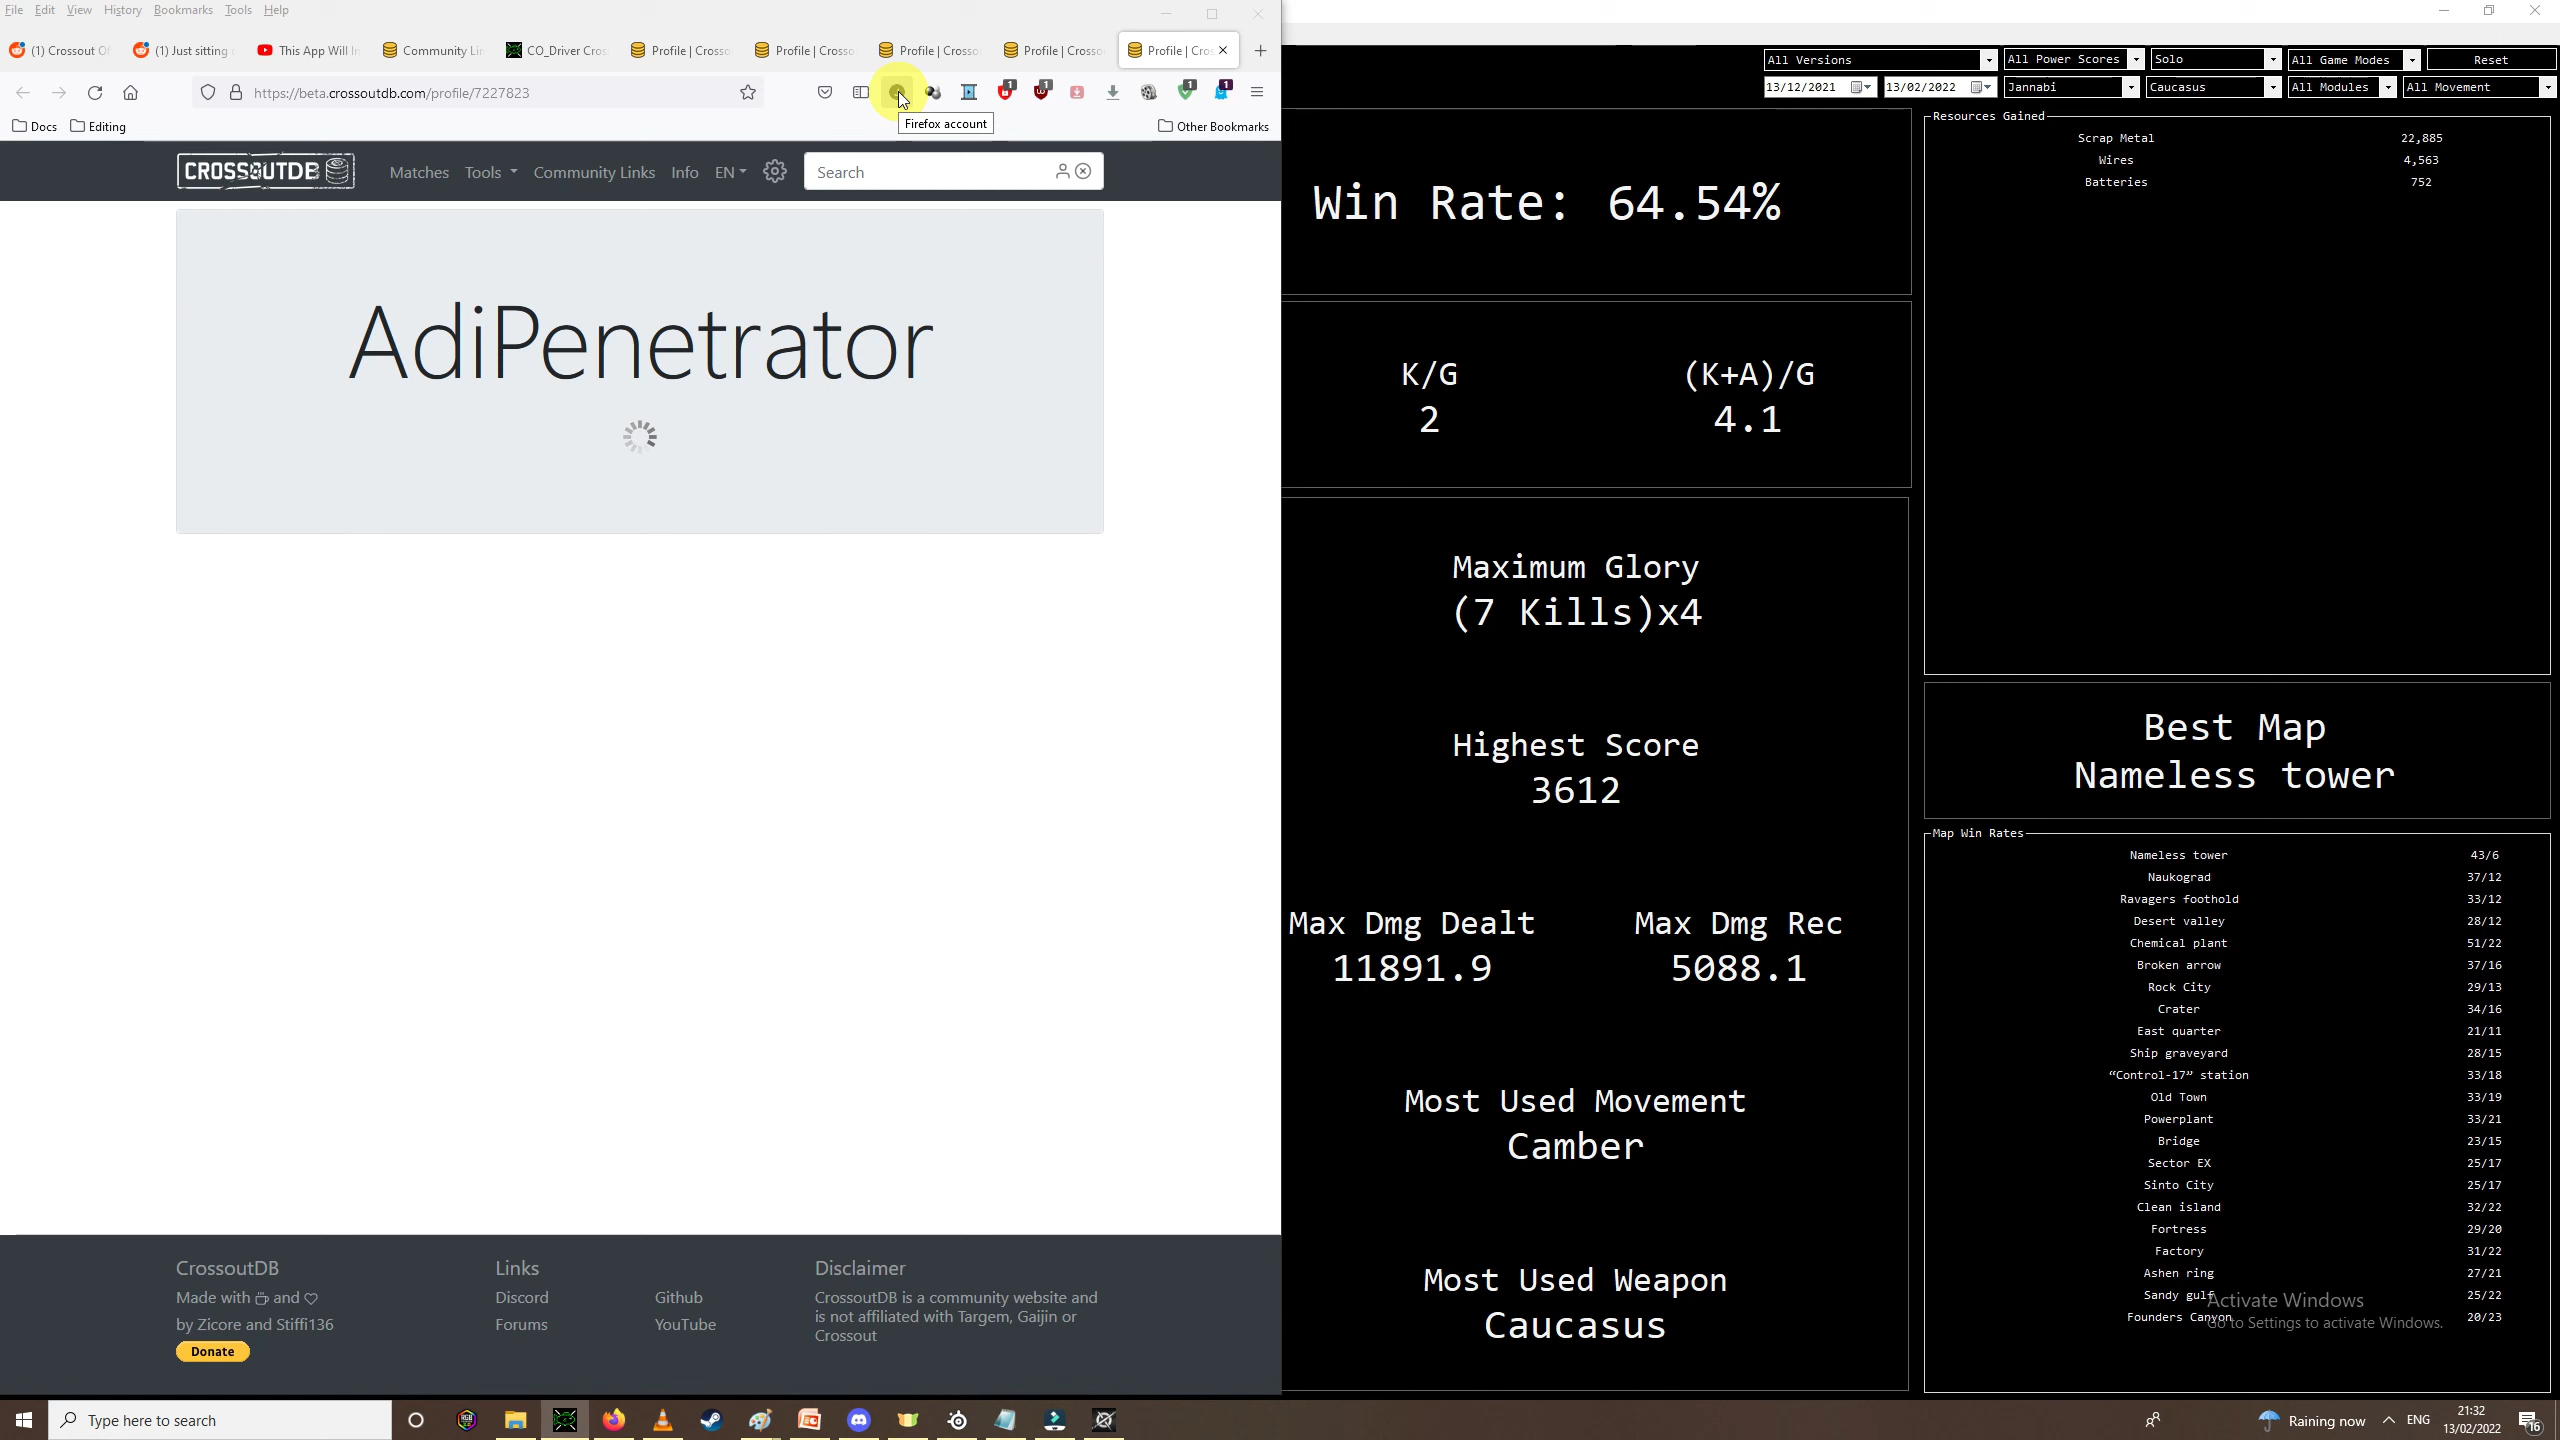 File Edit View History Bookmarks Tools Help
(1) Crossout Of
(1) Just sitting
This App Will
Community Lin
CO_Driver Cros
Profile | Crosso
Profile | Crosso
Profile | Crosso
Profile | Crosso
Profile | Cros
https://beta.crossoutdb.com/profile/7227823
Firefox account
Docs Editing
Other Bookmarks
CROSSOUTDB
Matches Tools Community Links Info EN
Search
AdiPenetrator
CrossoutDB
Made with and
by Zicore and Stiffi136
Donate
Links
Discord Github
Forums YouTube
Disclaimer
CrossoutDB is a community website and
is not affiliated with Targem, Gaijin or
Crossout
All Versions All Power Scores Solo All Game Modes Reset
13/12/2021 13/02/2022 Jannabi Caucasus All Modules All Movement
Win Rate: 64.54%
K/G (K+A)/G
2 4.1
Maximum Glory
(7 Kills)x4
Highest Score
3612
Max Dmg Dealt Max Dmg Rec
11891.9 5088.1
Most Used Movement
Camber
Most Used Weapon
Caucasus
Resources Gained
Scrap Metal 22,885
Wires 4,563
Batteries 752
Best Map
Nameless tower
Map Win Rates
Nameless tower 43/6
Naukograd 37/12
Ravagers foothold 33/12
Desert valley 28/12
Chemical plant 51/22
Broken arrow 37/16
Rock City 29/13
Crater 34/16
East quarter 21/11
Ship graveyard 28/15
“Control-17” station 33/18
Old Town 33/19
Powerplant 33/21
Bridge 23/15
Sector EX 25/17
Sinto City 25/17
Clean island 32/22
Fortress 29/20
Factory 31/22
Ashen ring 27/21
Sandy gulf 25/22
Founders Canyon 20/23
Activate Windows
Go to Settings to activate Windows.
Type here to search
Raining now
ENG
21:32
13/02/2022
16